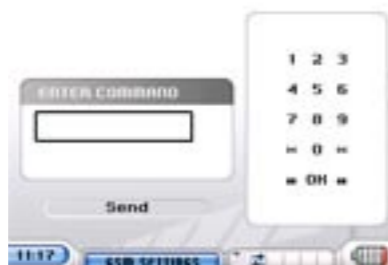 ENTER COMMAND
Send
1 2 3
4 5 6
7 8 9
0
OK
11:17
GSM SETTINGS